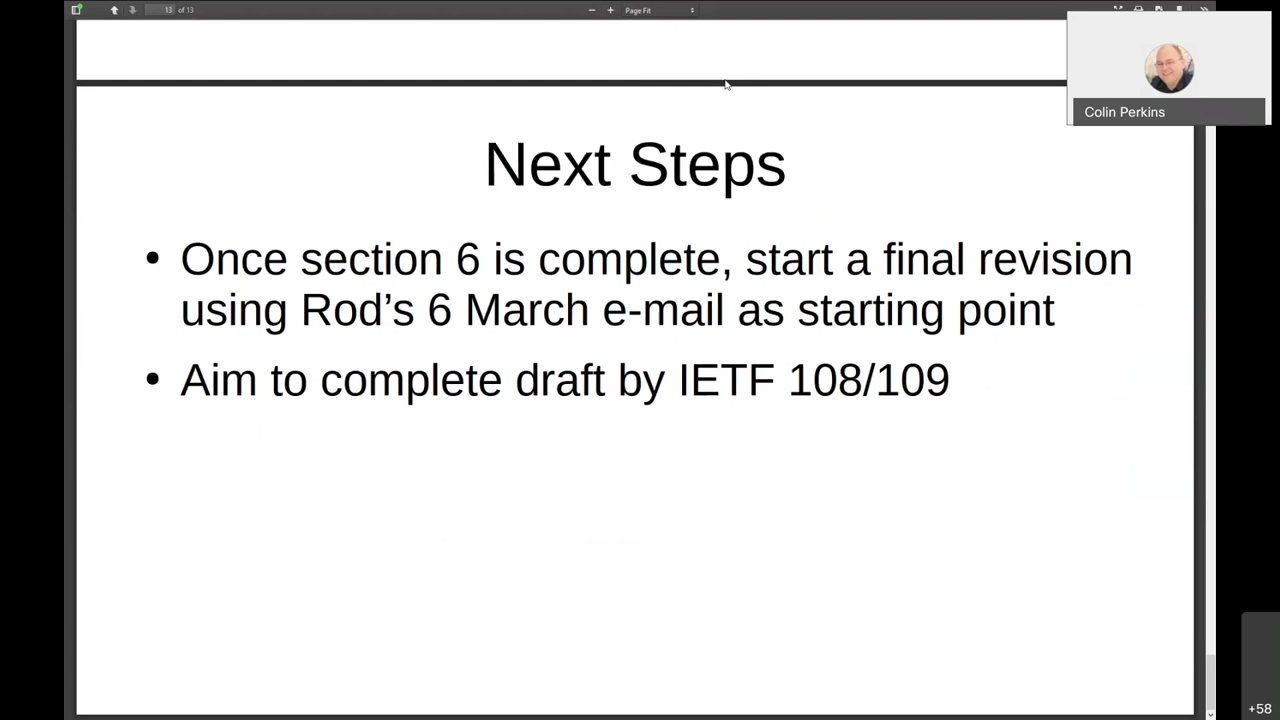 13 of 13
Page Fit
Colin Perkins
Next Steps
• Once section 6 is complete, start a final revision
using Rod’s 6 March e-mail as starting point
• Aim to complete draft by IETF 108/109
+58